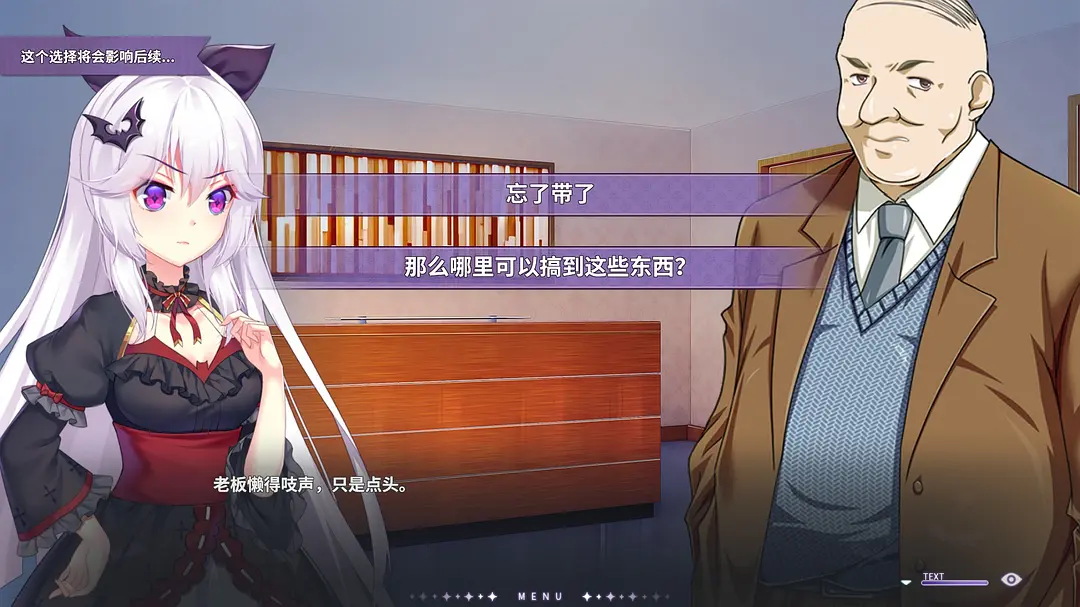 这个选择将会影响后续...
忘了带了
那么哪里可以搞到这些东西？
老板懒得吱声，只是点头。
TEXT
MENU